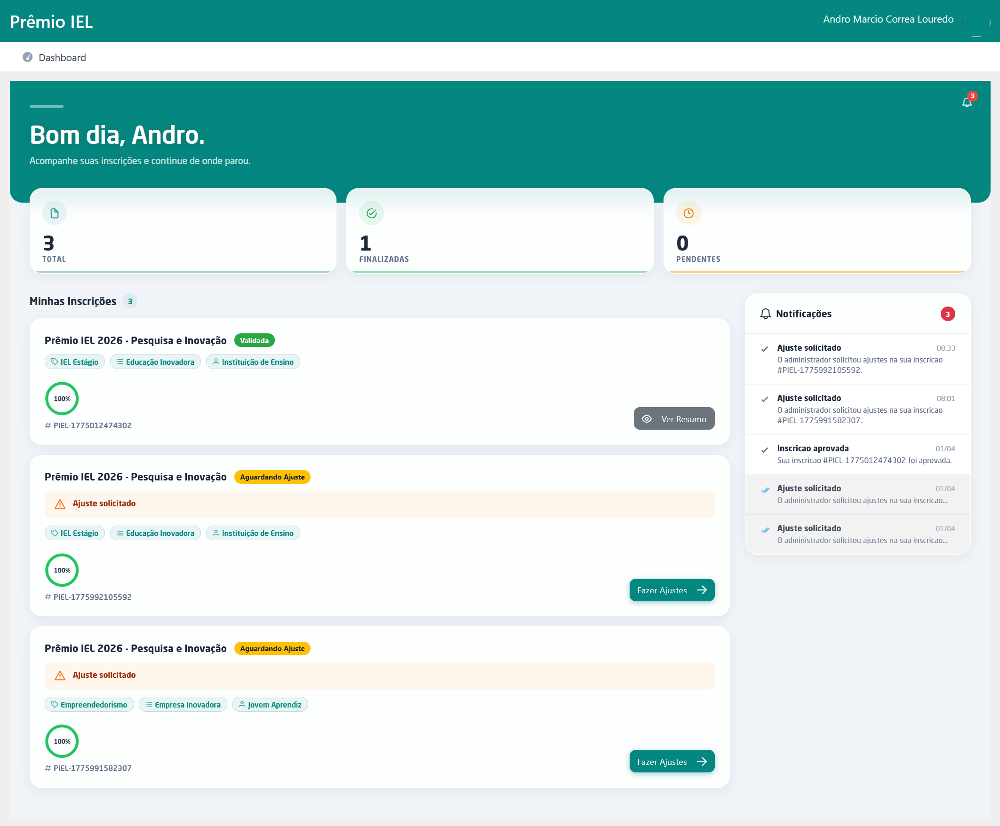 Prêmio IEL
Andro Marcio Correa Louredo
Dashboard
3
Bom dia, Andro.
Acompanhe suas inscrições e continue de onde parou.
3
TOTAL
1
FINALIZADAS
0
PENDENTES
Minhas Inscrições 3
Prêmio IEL 2026 - Pesquisa e Inovação Validada
IEL Estágio Educação Inovadora Instituição de Ensino
100%
# PIEL-1775012474302
Ver Resumo
Prêmio IEL 2026 - Pesquisa e Inovação Aguardando Ajuste
Ajuste solicitado
IEL Estágio Educação Inovadora Instituição de Ensino
100%
# PIEL-1775992105592
Fazer Ajustes
Prêmio IEL 2026 - Pesquisa e Inovação Aguardando Ajuste
Ajuste solicitado
Empreendedorismo Empresa Inovadora Jovem Aprendiz
100%
# PIEL-1775991582307
Fazer Ajustes
Notificações 3
Ajuste solicitado 08:33
O administrador solicitou ajustes na sua inscricao
#PIEL-1775992105592.
Ajuste solicitado 08:01
O administrador solicitou ajustes na sua inscricao
#PIEL-1775991582307.
Inscricao aprovada 01/04
Sua inscricao #PIEL-1775012474302 foi aprovada.
Ajuste solicitado 01/04
O administrador solicitou ajustes na sua inscricao...
Ajuste solicitado 01/04
O administrador solicitou ajustes na sua inscricao...